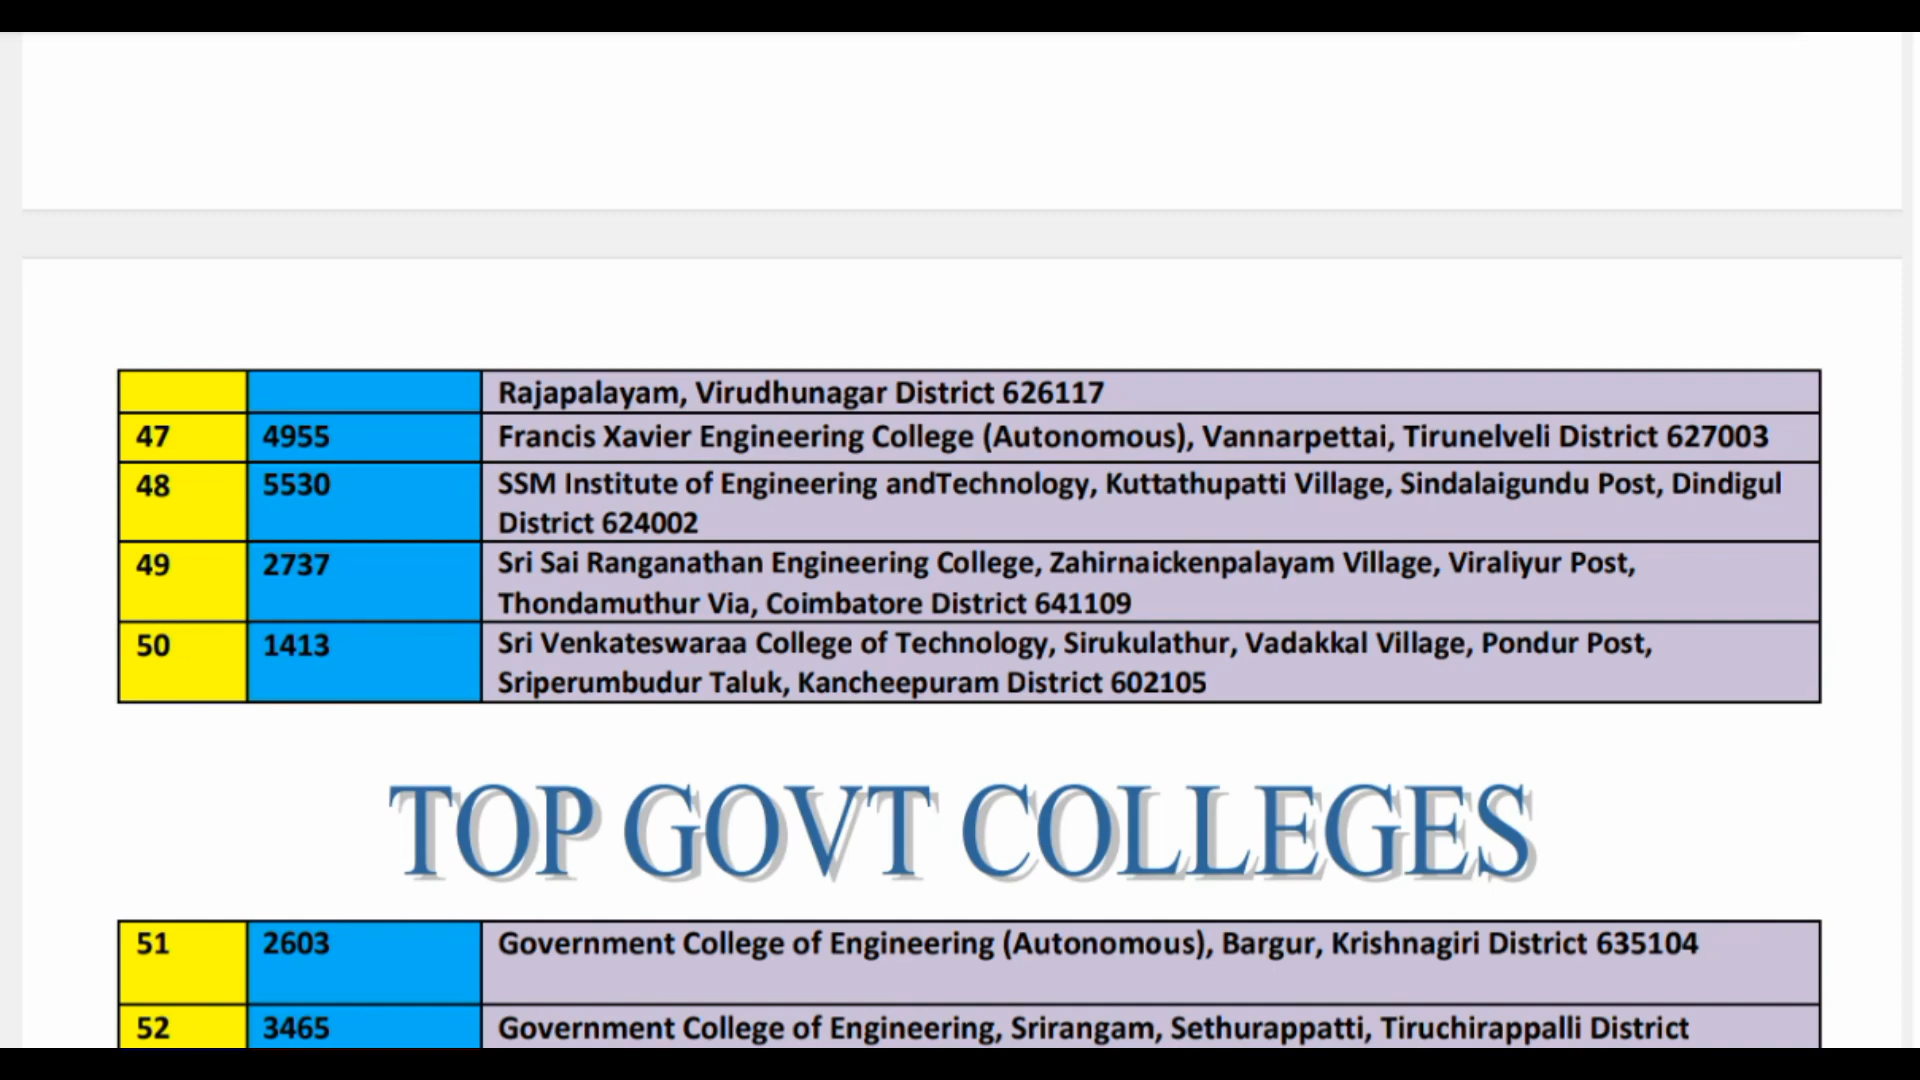 Rajapalayam, Virudhunagar District 626117
47 4955 Francis Xavier Engineering College (Autonomous), Vannarpettai, Tirunelveli District 627003
48 5530 SSM Institute of Engineering andTechnology, Kuttathupatti Village, Sindalaigundu Post, Dindigul
District 624002
49 2737 Sri Sai Ranganathan Engineering College, Zahirnaickenpalayam Village, Viraliyur Post,
Thondamuthur Via, Coimbatore District 641109
50 1413 Sri Venkateswaraa College of Technology, Sirukulathur, Vadakkal Village, Pondur Post,
Sriperumbudur Taluk, Kancheepuram District 602105
TOP GOVT COLLEGES
51 2603 Government College of Engineering (Autonomous), Bargur, Krishnagiri District 635104
52 3465 Government College of Engineering, Srirangam, Sethurappatti, Tiruchirappalli District